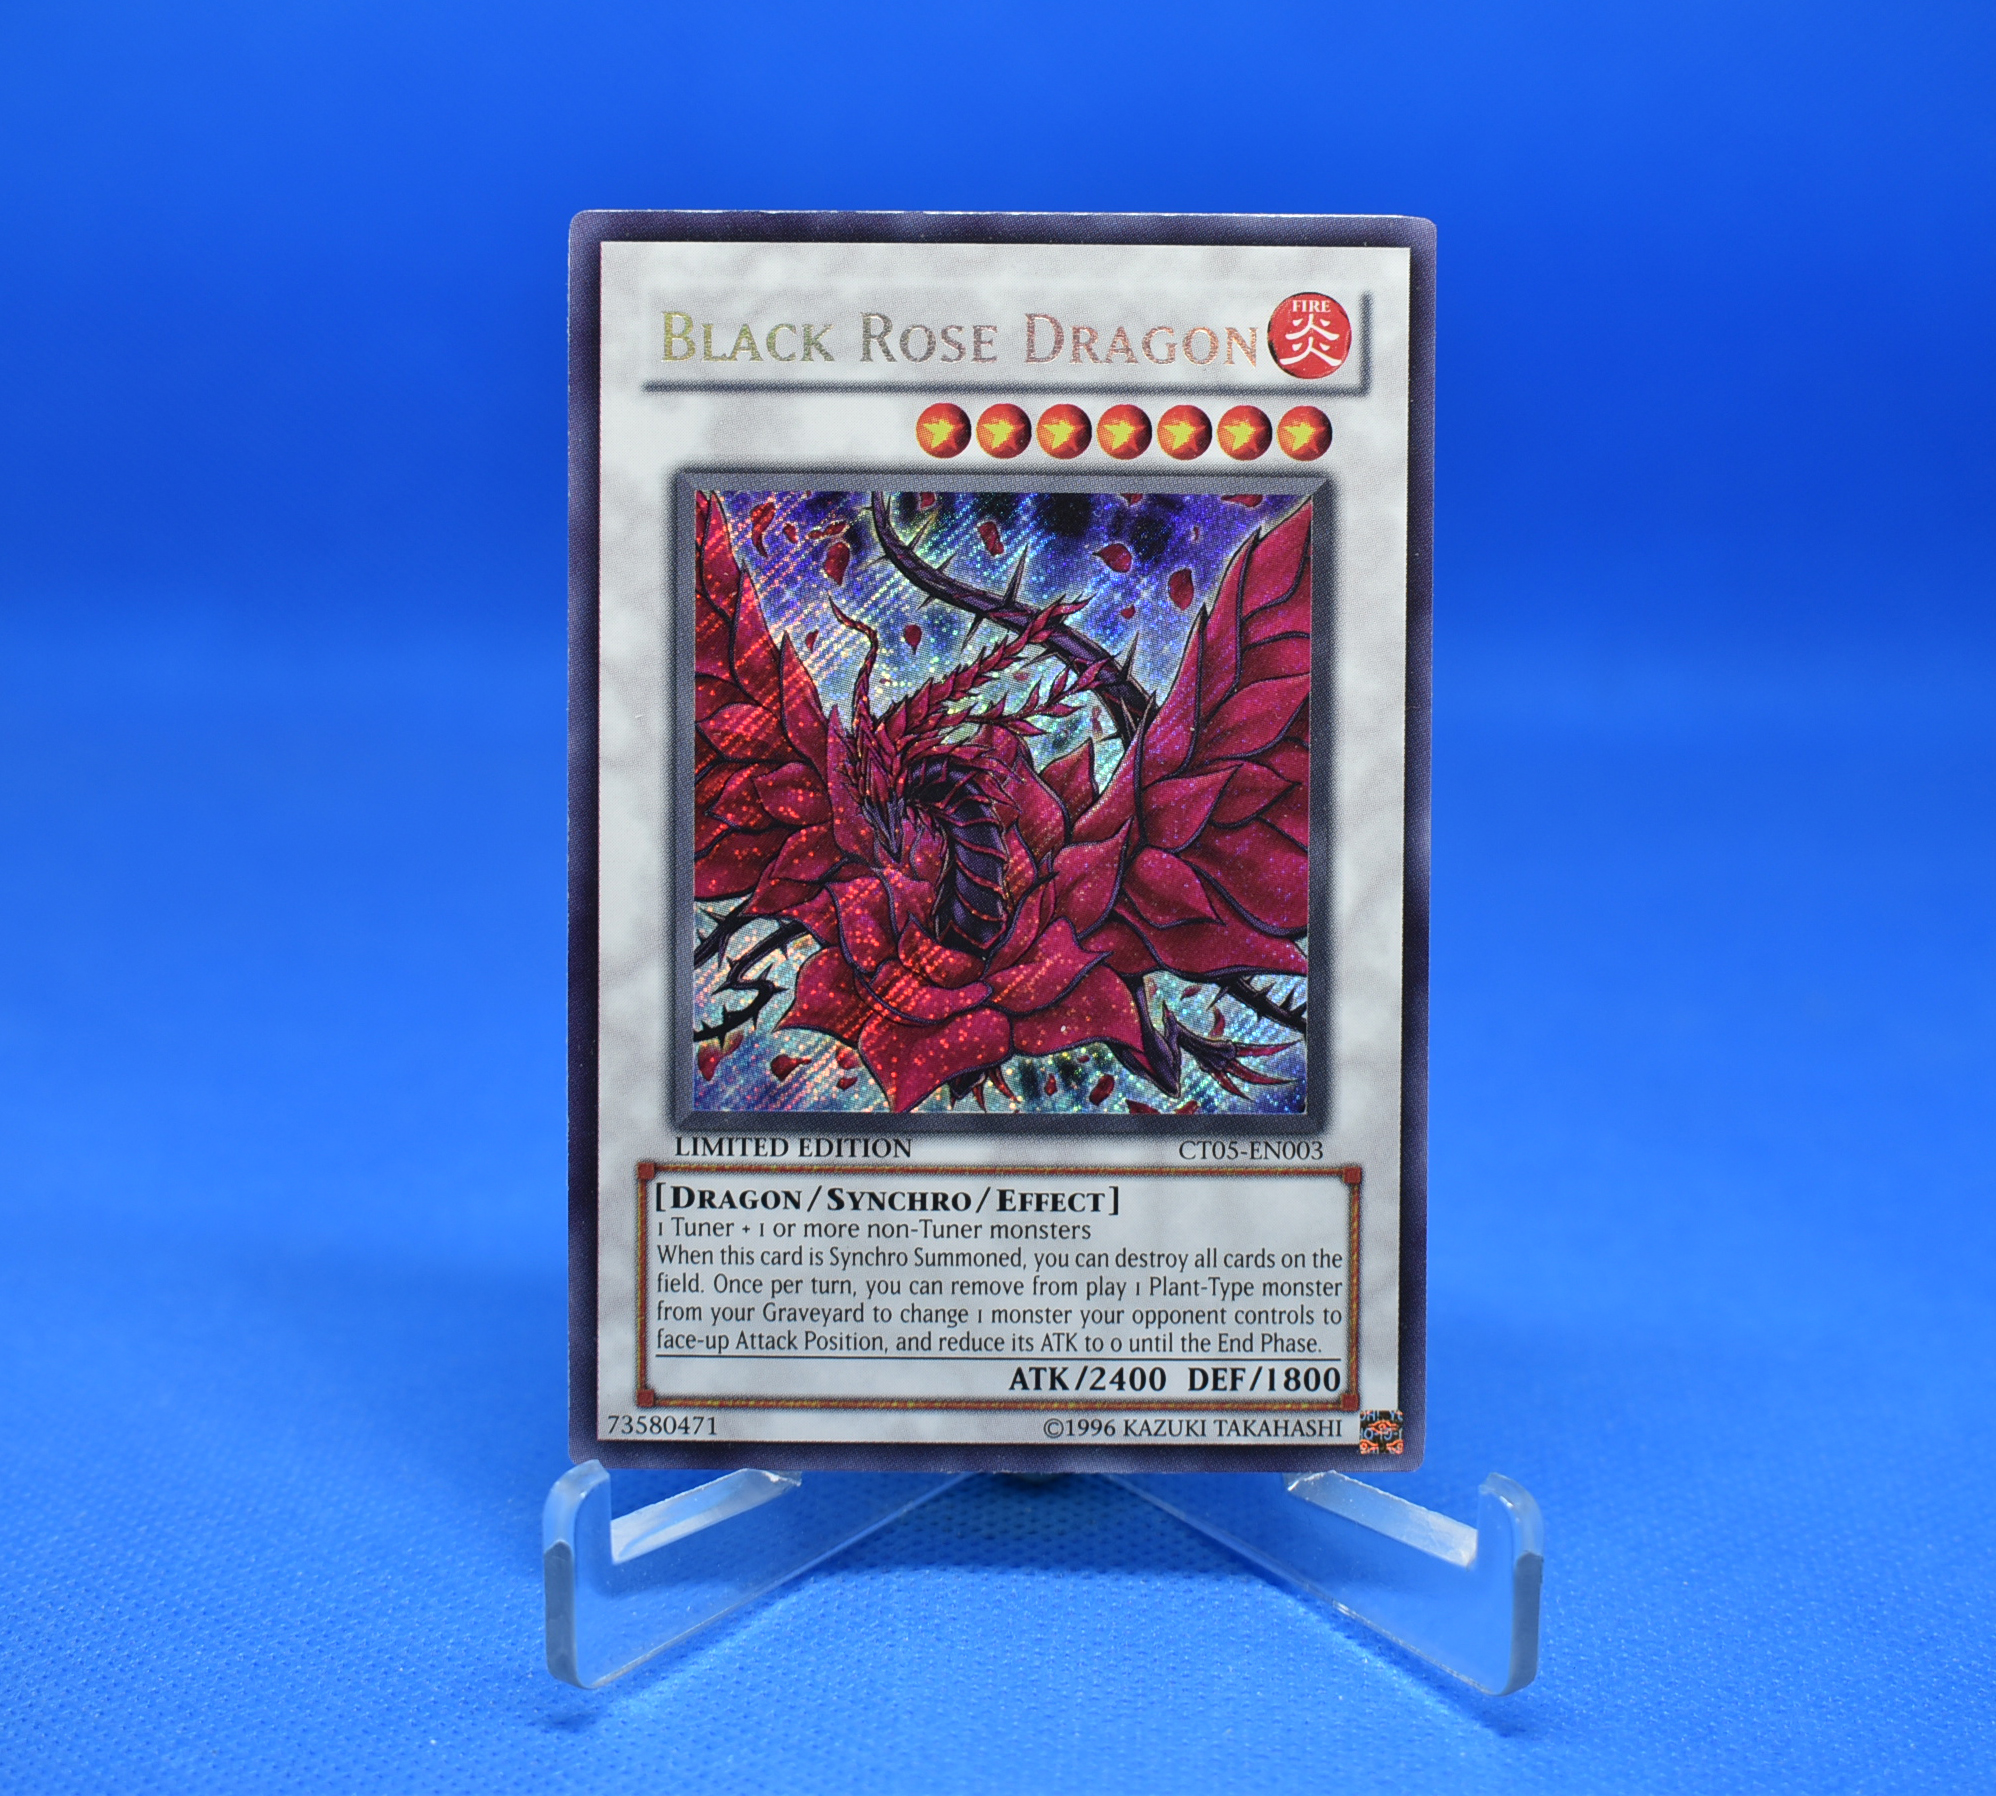 BLACK ROSE DRAGON
FIRE
炎
LIMITED EDITION CT05-EN003
[DRAGON/SYNCHRO/EFFECT]
1 Tuner + 1 or more non-Tuner monsters
When this card is Synchro Summoned, you can destroy all cards on the
field. Once per turn, you can remove from play 1 Plant-Type monster
from your Graveyard to change 1 monster your opponent controls to
face-up Attack Position, and reduce its ATK to 0 until the End Phase.
ATK/2400 DEF/1800
73580471 ©1996 KAZUKI TAKAHASHI